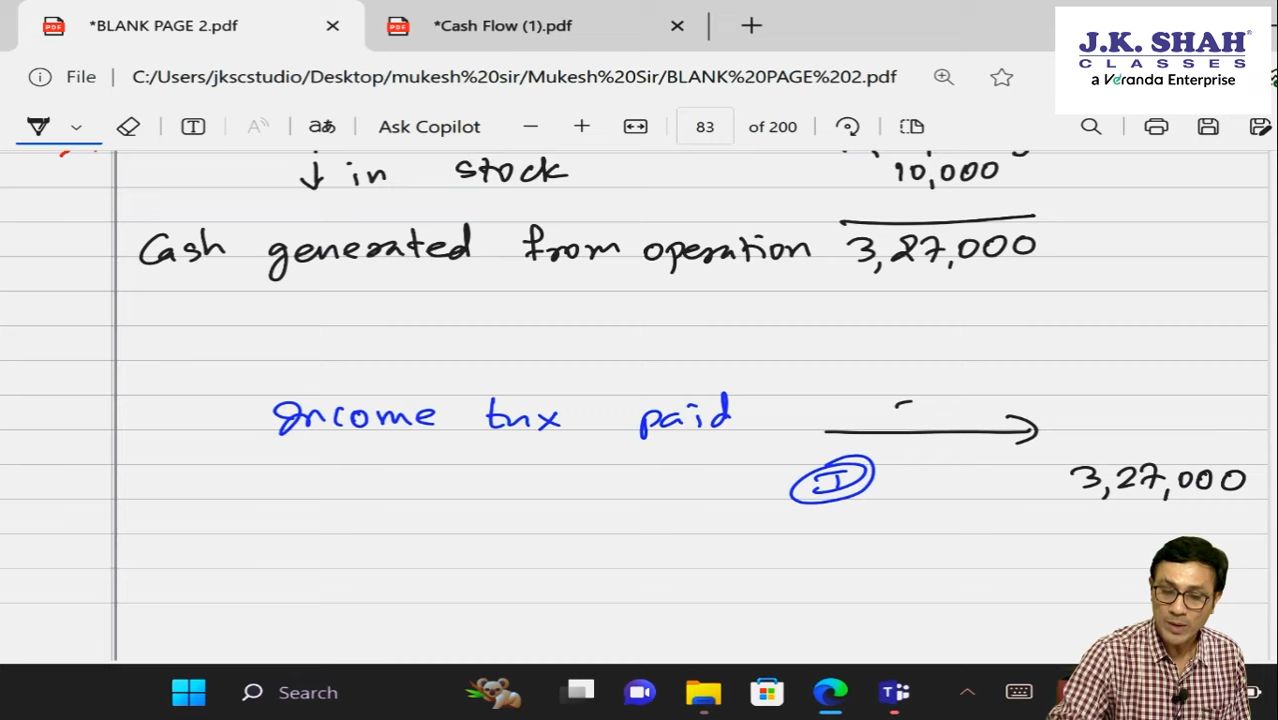 *BLANK PAGE 2.pdf
*Cash Flow (1).pdf
J.K. SHAH
CLASSES
a Veranda Enterprise
File C:/Users/jkscstudio/Desktop/mukesh%20sir/Mukesh%20Sir/BLANK%20PAGE%202.pdf
aあ Ask Copilot 83 of 200
↓ in stock 10,000
Cash generated from operation 3,27,000
Income tax paid
I 3,27,000
Search